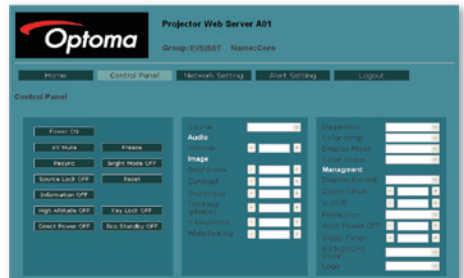 Optoma
Projector Web Server A01
Group: EX525ST Name:Core
Home
Control Panel
Network Setting
Alert Setting
Logout
Control Panel
Power ON
AV Mute
Freeze
Resync
Bright Mode OFF
Source Lock OFF
Reset
Information OFF
High Altitude OFF
Key Lock OFF
Direct Power OFF
Eco Standby OFF
Source
Audio
Volume
Image
Brightness
Contrast
Sharpness
Tracking
(phase)
V Keystone
White Peaking
Degamma
Color Temp
Display Mode
Color Space
Managment
Display Format
Zoom Value
V Shift
Projection
Auto Power OFF
Sleep Timer
Background
Color
Logo